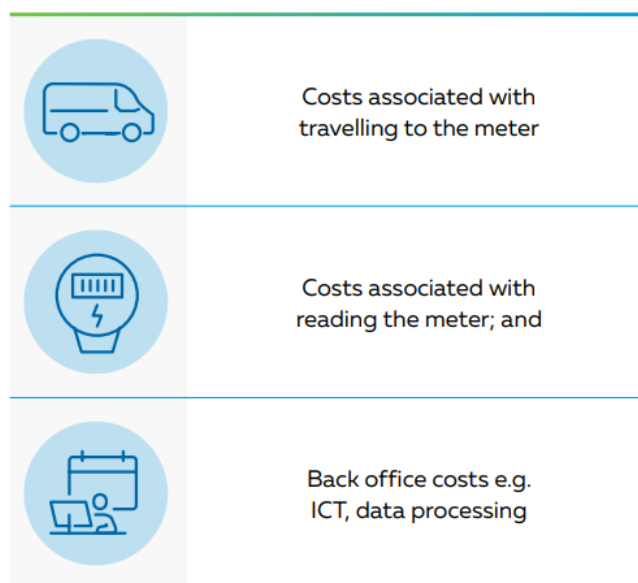 Costs associated with
travelling to the meter
Costs associated with
reading the meter; and
Back office costs e.g.
ICT, data processing